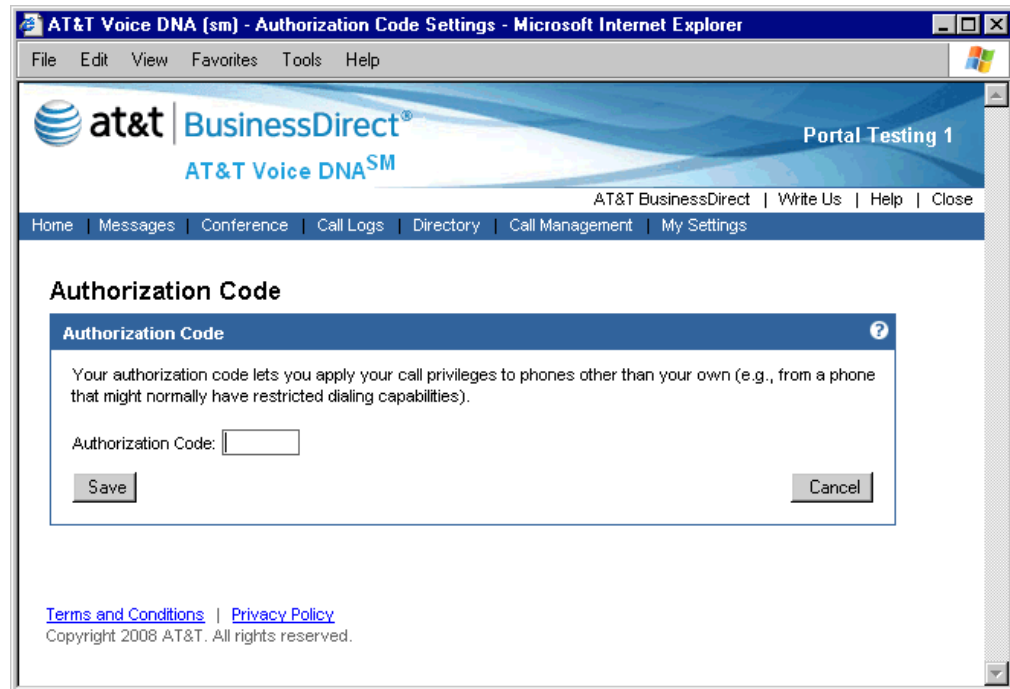 AT&T Voice DNA (sm) - Authorization Code Settings - Microsoft Internet Explorer
File Edit View Favorites Tools Help
at&t BusinessDirect®
Portal Testing 1
AT&T Voice DNA SM
AT&T BusinessDirect | Write Us | Help | Close
Home | Messages | Conference | Call Logs | Directory | Call Management | My Settings
Authorization Code
Authorization Code ?
Your authorization code lets you apply your call privileges to phones other than your own (e.g., from a phone
that might normally have restricted dialing capabilities).
Authorization Code:
Save Cancel
Terms and Conditions | Privacy Policy
Copyright 2008 AT&T. All rights reserved.